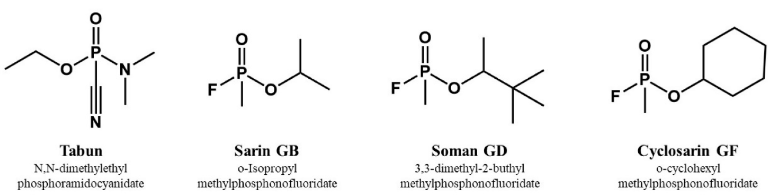 O
P
O
N
N
O
P
F
O
O
P
F
O
O
P
F
O
Tabun
N,N-dimethylethyl
phosphoramidocyanidate
Sarin GB
o-Isopropyl
methylphosphonofluoridate
Soman GD
3,3-dimethyl-2-buthyl
methylphosphonofluoridate
Cyclosarin GF
o-cyclohexyl
methylphosphonofluoridate